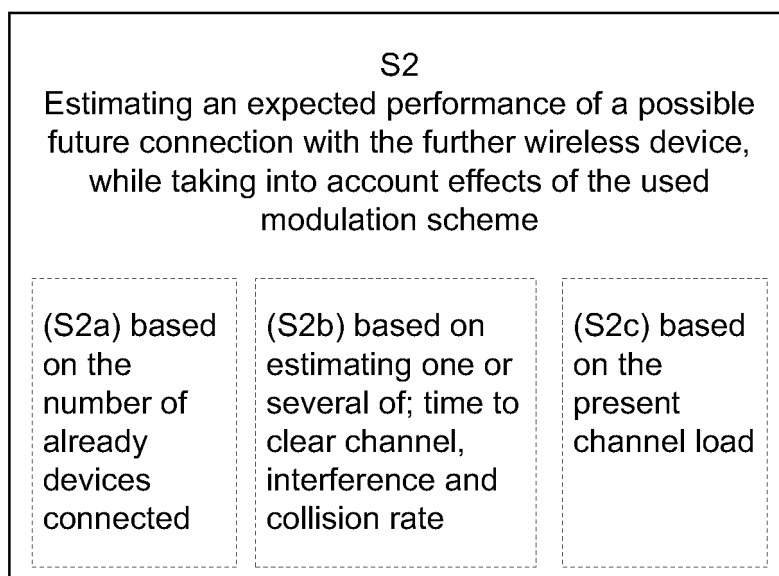 S2
Estimating an expected performance of a possible
future connection with the further wireless device,
while taking into account effects of the used
modulation scheme
(S2a) based
on the
number of
already
devices
connected
(S2b) based on
estimating one or
several of; time to
clear channel,
interference and
collision rate
(S2c) based
on the
present
channel load